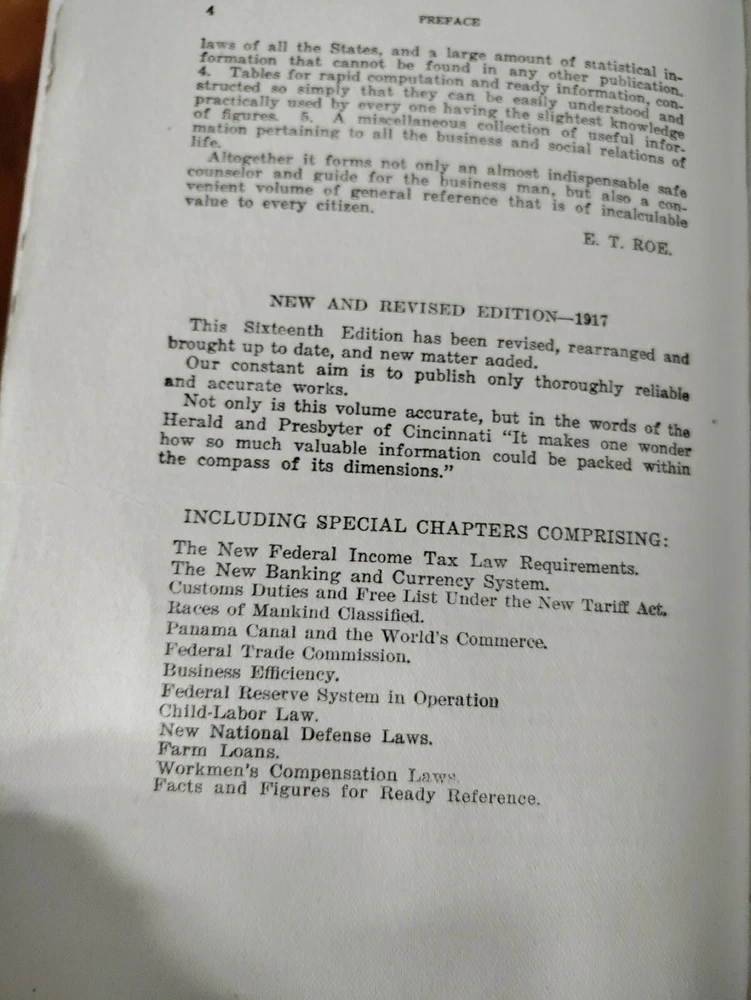 4
PREFACE
laws of all the States, and a large amount of statistical in-
formation that cannot be found in any other publication.
4. Tables for rapid computation and ready information, con-
structed so simply that they can be easily understood and
practically used by every one having the slightest knowledge
of figures. 5. A miscellaneous collection of useful infor-
mation pertaining to all the business and social relations of
life.
Altogether it forms not only an almost indispensable safe
counselor and guide for the business man, but also a con-
venient volume of general reference that is of incalculable
value to every citizen.
E. T. ROE.
NEW AND REVISED EDITION—1917
This Sixteenth Edition has been revised, rearranged and
brought up to date, and new matter added.
Our constant aim is to publish only thoroughly reliable
and accurate works.
Not only is this volume accurate, but in the words of the
Herald and Presbyter of Cincinnati “It makes one wonder
how so much valuable information could be packed within
the compass of its dimensions.”
INCLUDING SPECIAL CHAPTERS COMPRISING:
The New Federal Income Tax Law Requirements.
The New Banking and Currency System.
Customs Duties and Free List Under the New Tariff Act.
Races of Mankind Classified.
Panama Canal and the World's Commerce.
Federal Trade Commission.
Business Efficiency.
Federal Reserve System in Operation
Child-Labor Law.
New National Defense Laws.
Farm Loans.
Workmen's Compensation Laws.
Facts and Figures for Ready Reference.